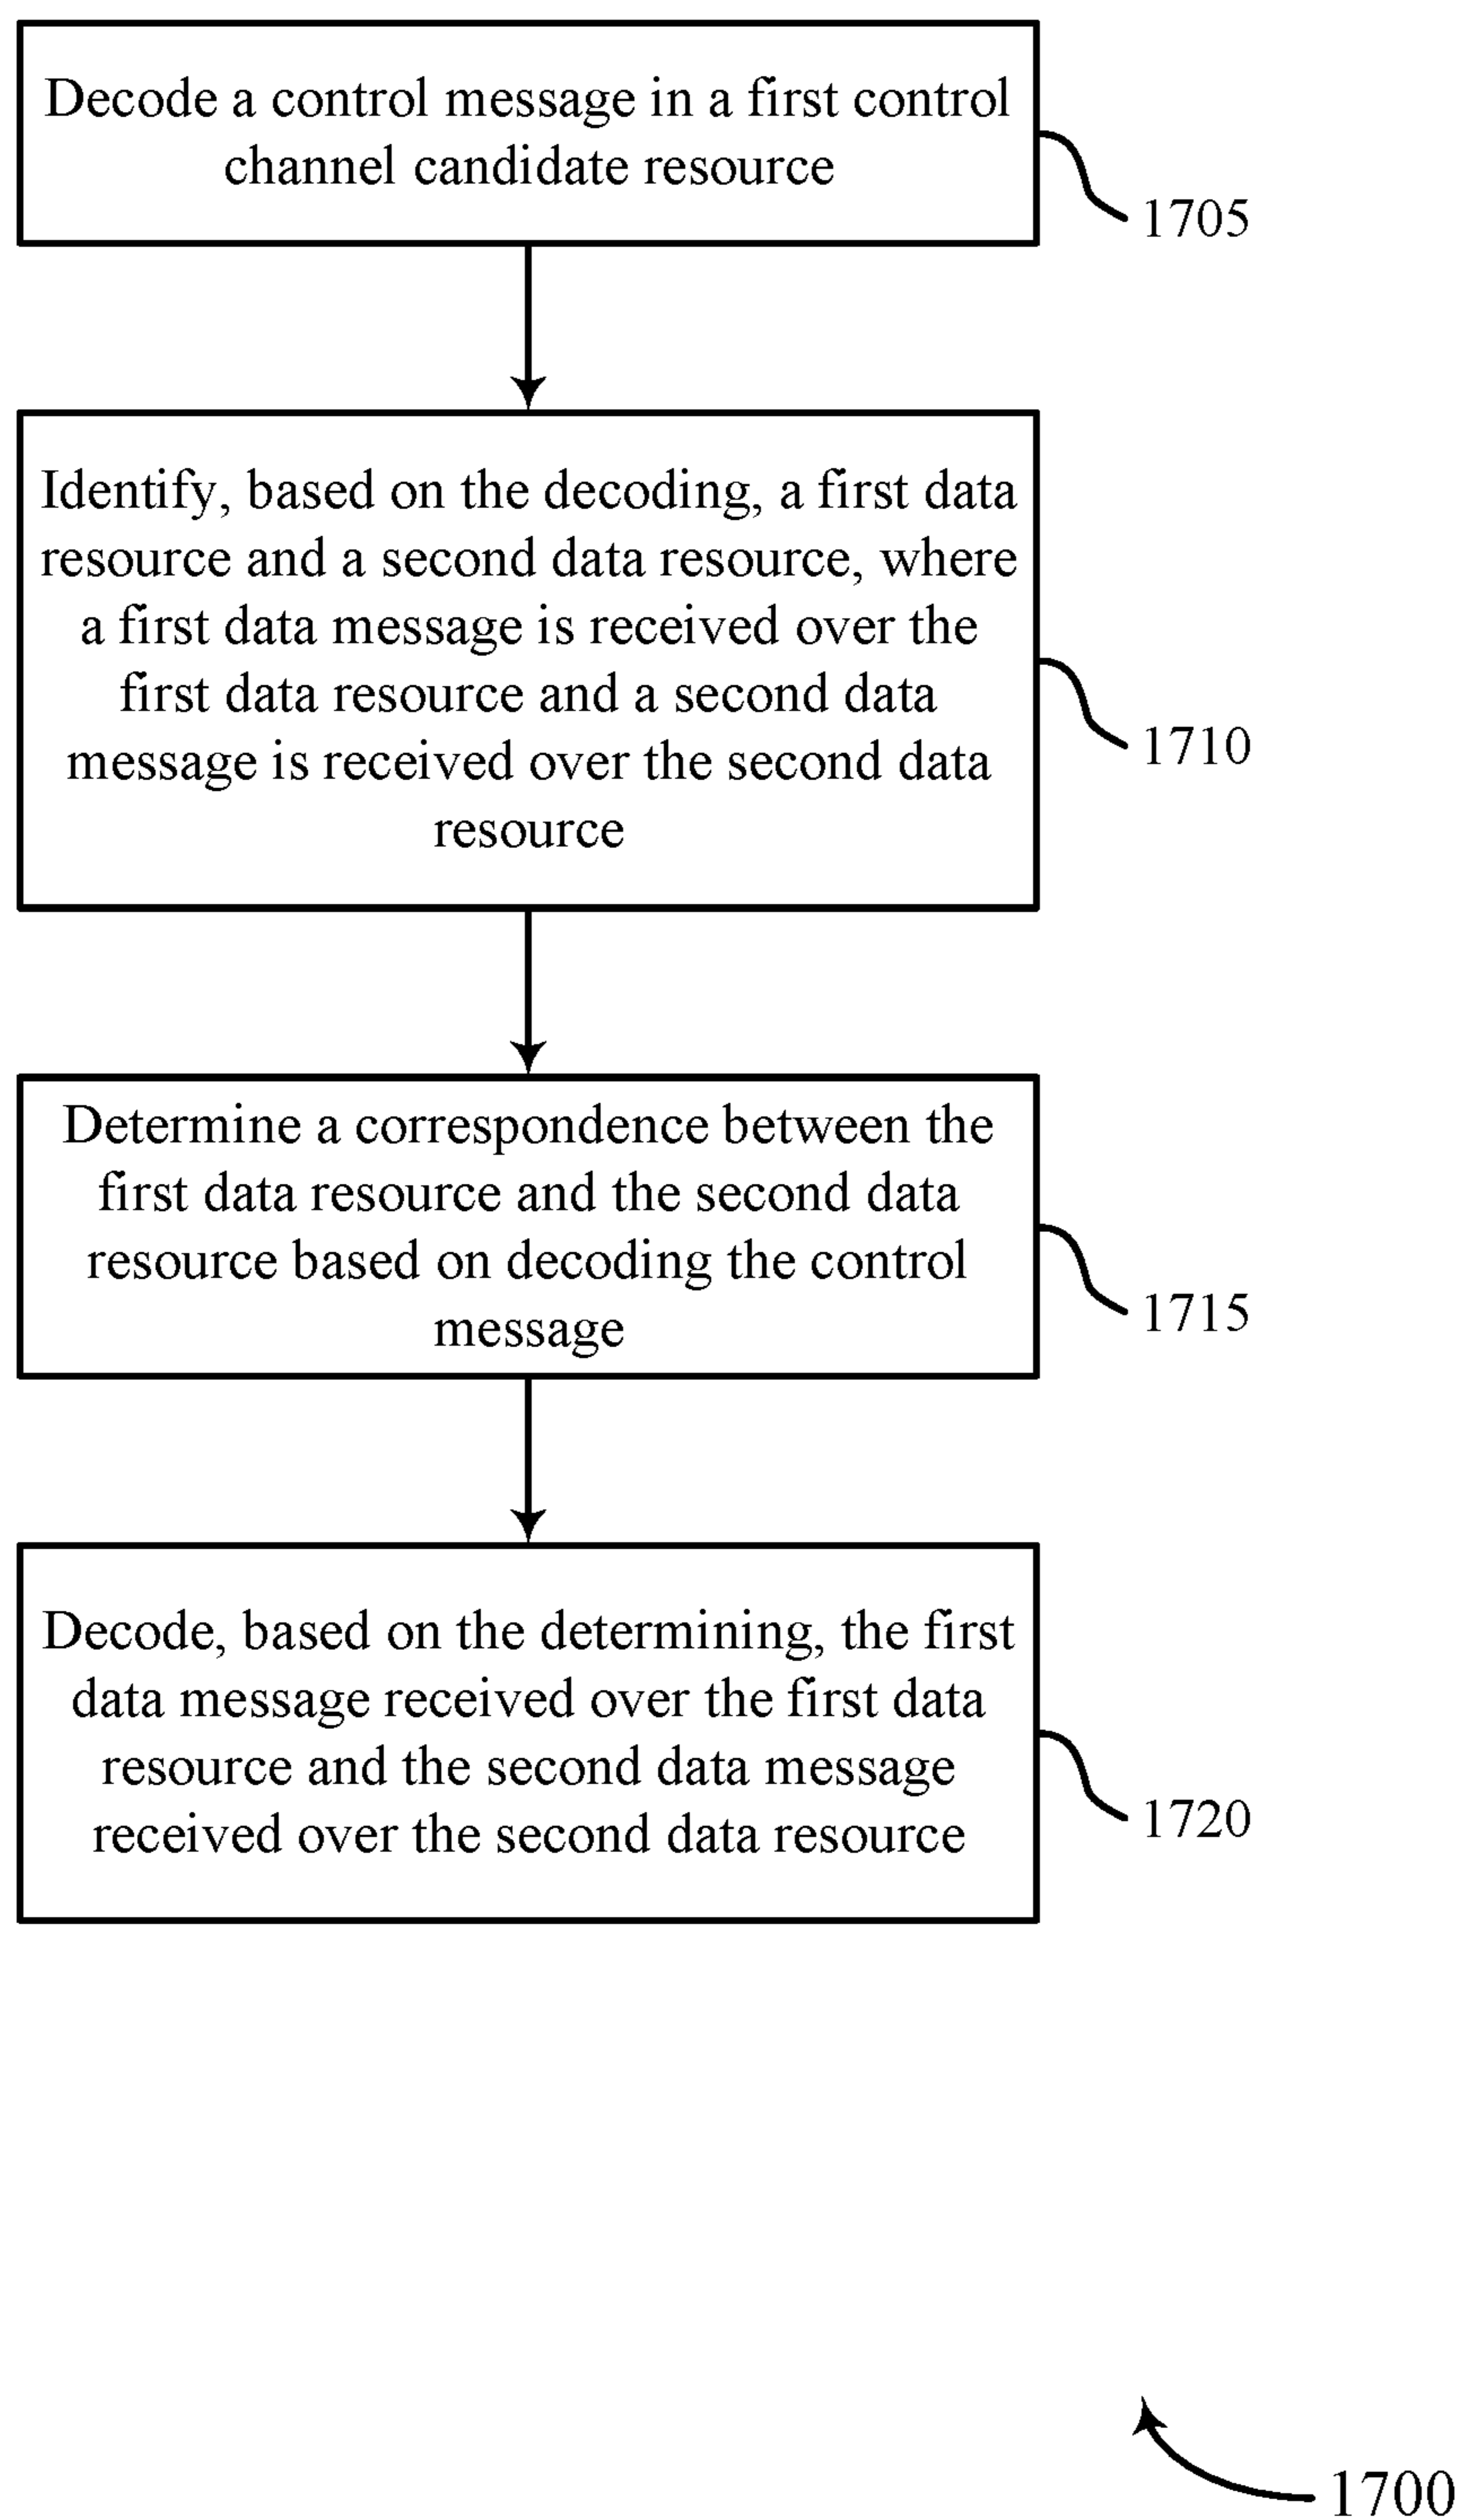 Decode a control message in a first control
channel candidate resource
1705
Identify, based on the decoding, a first data
resource and a second data resource, where
a first data message is received over the
first data resource and a second data
message is received over the second data
resource
1710
Determine a correspondence between the
first data resource and the second data
resource based on decoding the control
message
1715
Decode, based on the determining, the first
data message received over the first data
resource and the second data message
received over the second data resource
1720
1700